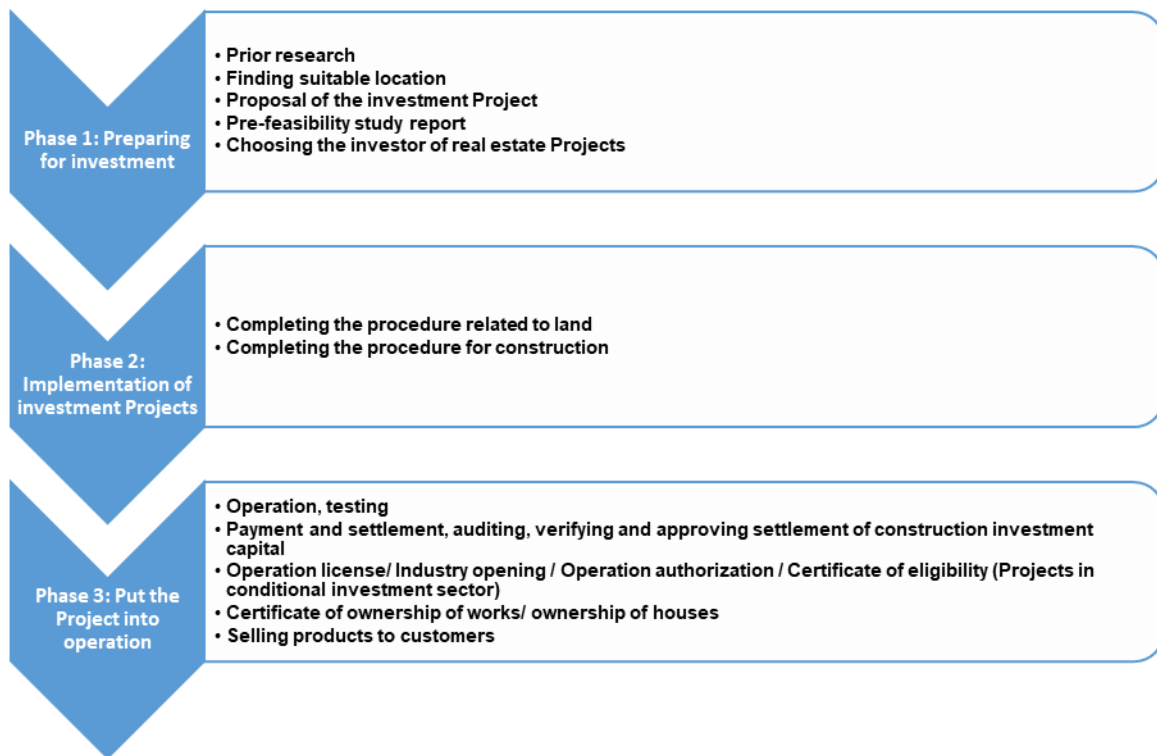 Phase 1: Preparing
for investment
• Prior research
• Finding suitable location
• Proposal of the investment Project
• Pre-feasibility study report
• Choosing the investor of real estate Projects
Phase 2:
Implementation of
investment Projects
• Completing the procedure related to land
• Completing the procedure for construction
Phase 3: Put the
Project into
operation
• Operation, testing
• Payment and settlement, auditing, verifying and approving settlement of construction investment
capital
• Operation license/ Industry opening / Operation authorization / Certificate of eligibility (Projects in
conditional investment sector)
• Certificate of ownership of works/ ownership of houses
• Selling products to customers